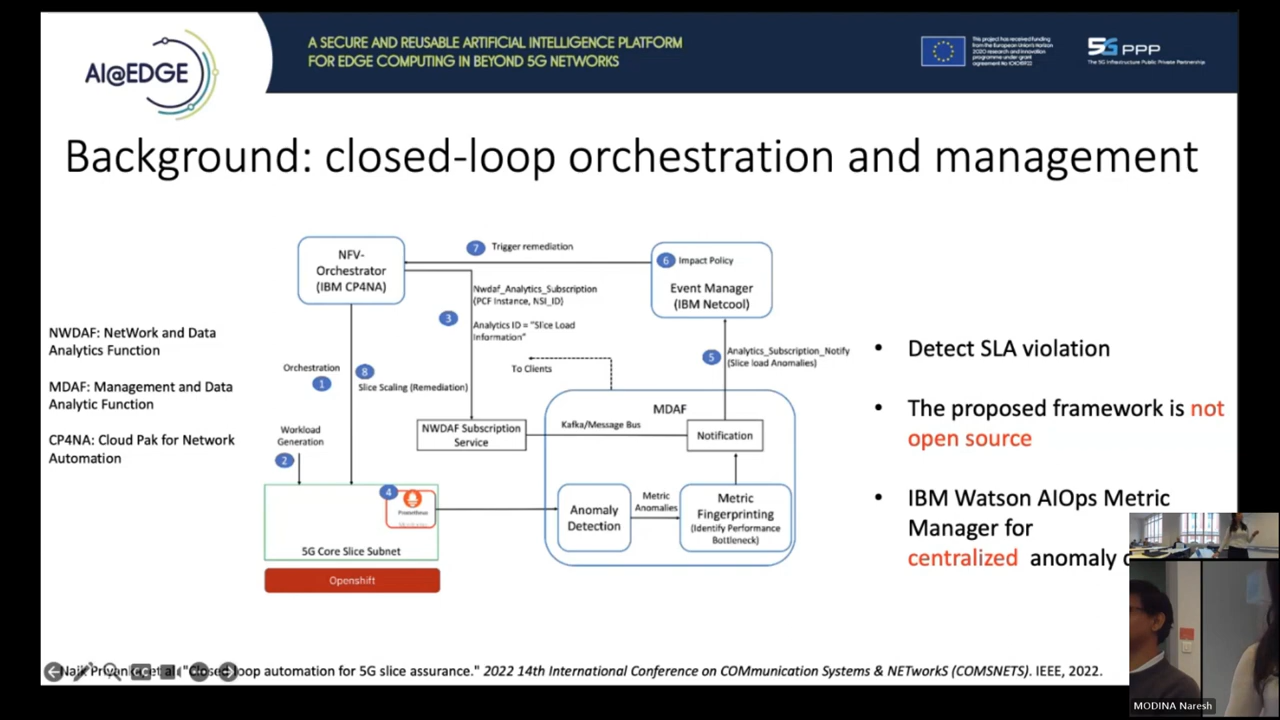 AI@EDGE
A SECURE AND REUSABLE ARTIFICIAL INTELLIGENCE PLATFORM
FOR EDGE COMPUTING IN BEYOND 5G NETWORKS
This project has received funding
from the European Union's Horizon
2020 research and innovation
programme under grant
5G PPP
The 5G Infrastructure Public Private Partnership
Background: closed-loop orchestration and management
NWDAF: NetWork and Data
Analytics Function
MDAF: Management and Data
Analytic Function
CP4NA: Cloud Pak for Network
Automation
NFV-
Orchestrator
(IBM CP4NA)
7 Trigger remediation
6 Impact Policy
Event Manager
(IBM Netcool)
Nwdaf_Analytics_Subscription
(PCF Instance, NSI_ID)
3
Analytics ID = "Slice Load
Information"
To Clients
5
Analytics_Subscription_Notify
(Slice load Anomalies)
Orchestration
1
8
Slice Scaling (Remediation)
Workload
Generation
2
NWDAF Subscription
Service
Kafka/Message Bus
MDAF
Notification
4
Prometheus
5G Core Slice Subnet
Openshift
Anomaly
Detection
Metric
Anomalies
Metric
Fingerprinting
(Identify Performance
Bottleneck)
• Detect SLA violation
• The proposed framework is not
open source
• IBM Watson AIOps Metric
Manager for
centralized anomaly
et al. "Closed loop automation for 5G slice assurance." 2022 14th International Conference on COMmunication Systems & NETworkS (COMSNETS). IEEE, 2022.
MODINA Naresh